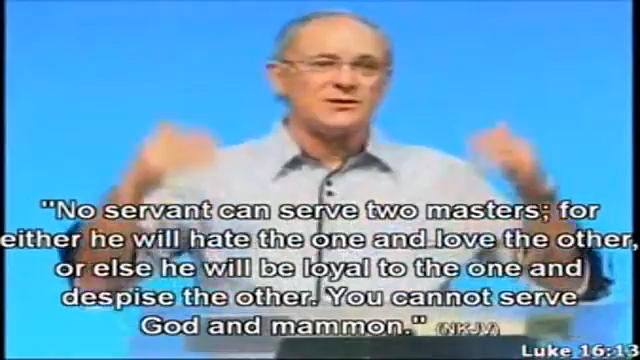 "No servant can serve two masters; for
either he will hate the one and love the other,
or else he will be loyal to the one and
despise the other. You cannot serve
God and mammon." (NKJV)
Luke 16:13